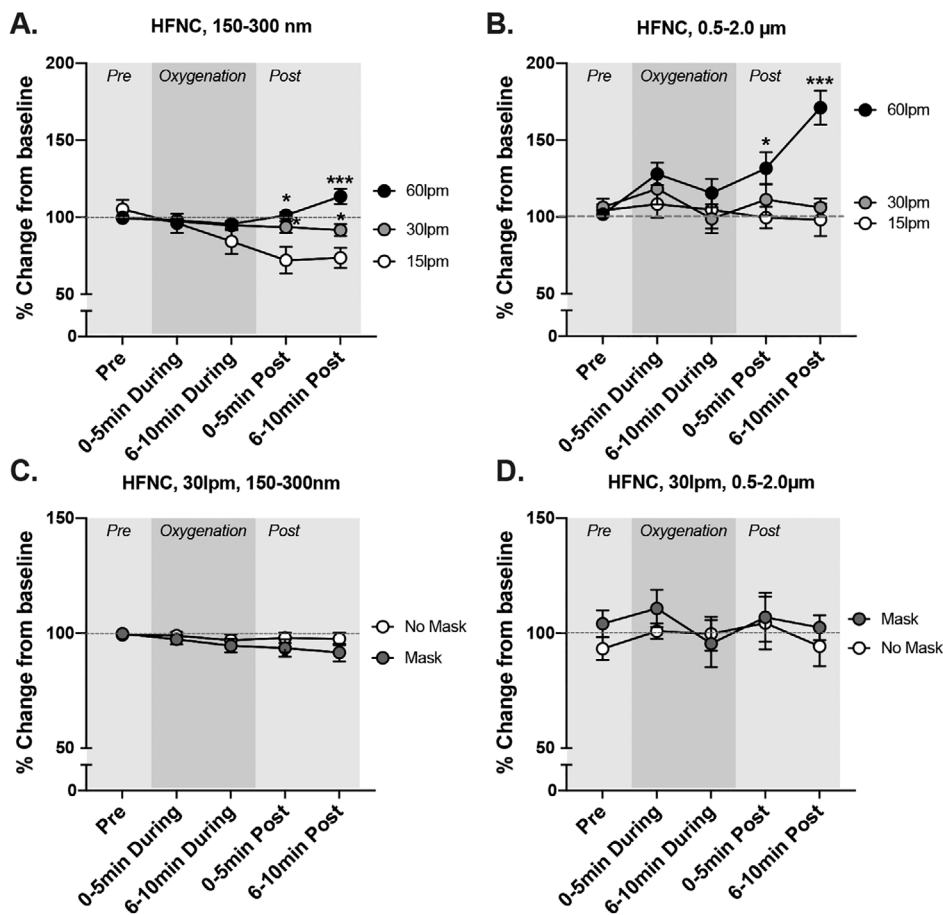 A.
HFNC, 150-300 nm
% Change from baseline
200
150
100
50
0
Pre
Oxygenation
Post
*
***
*
*
60lpm
30lpm
15lpm
Pre
0-5min During
6-10min During
0-5min Post
6-10min Post
B.
HFNC, 0.5-2.0 µm
% Change from baseline
200
150
100
50
0
Pre
Oxygenation
Post
*
***
60lpm
30lpm
15lpm
Pre
0-5min During
6-10min During
0-5min Post
6-10min Post
C.
HFNC, 30lpm, 150-300nm
% Change from baseline
150
100
50
0
Pre
Oxygenation
Post
No Mask
Mask
Pre
0-5min During
6-10min During
0-5min Post
6-10min Post
D.
HFNC, 30lpm, 0.5-2.0µm
% Change from baseline
150
100
50
0
Pre
Oxygenation
Post
Mask
No Mask
Pre
0-5min During
6-10min During
0-5min Post
6-10min Post